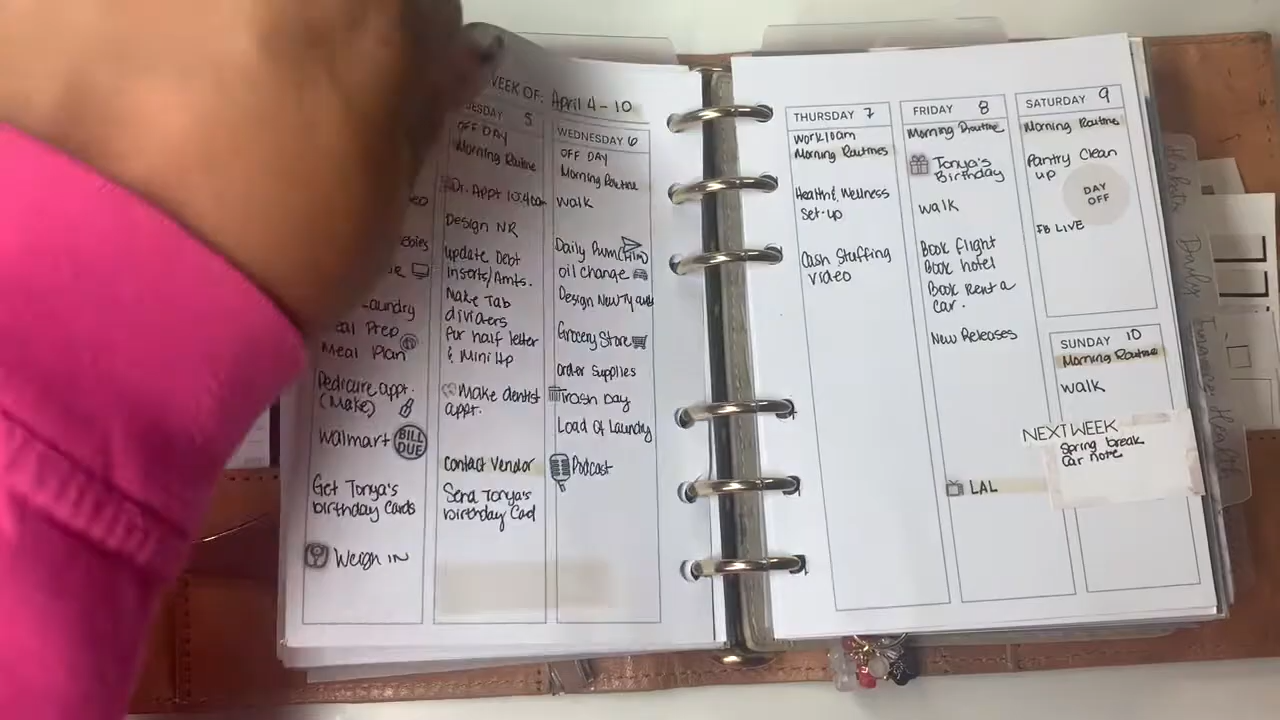 WEEK OF: April 4 - 10
Laundry
Meal Prep
Meal Plan
Pedicure appt.
(Make)
Walmart
BILL
DUE
Get Tonya's
birthday cards
Weigh IN
5
OFF DAY
Morning Routine
Dr. Appt 10:40am
Design NR
update Debt
Inserts/Amts.
Make Tab
dividers
for half letter
& Mini Hp
Make dentist
appt.
Contact Vendor
Send Tonya's
birthday Cad
WEDNESDAY 6
OFF DAY
Morning Routine
walk
Daily Rum
oil change
Grocery Store
order supplies
Trash Day
Load Of Laundry
Podcast
THURSDAY 7
work 10am
Morning Routines
Health & Wellness
set-up
Cash Stuffing
video
FRIDAY 8
Morning Routine
Tonya's
Birthday
walk
Book flight
Book hotel
Book Rent a
car.
New Releases
LAL
SATURDAY 9
Morning Routine
Pantry Clean
up
DAY
OFF
FB LIVE
SUNDAY 10
Morning Routine
walk
NEXT WEEK
Spring break
Car note
Habits
Daily
Finance
Health